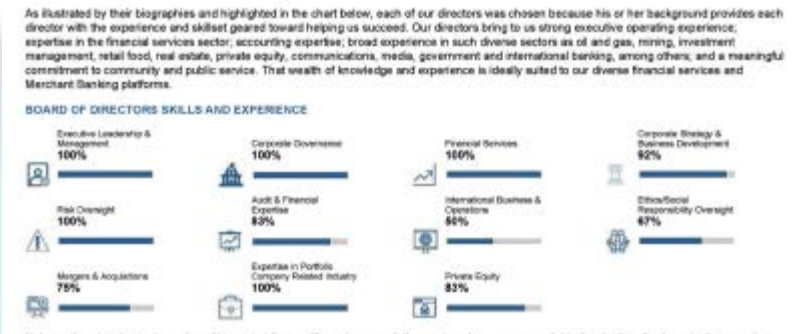 As illustrated by their biographies and highlighted in the chart below, each of our directors was chosen because his or her background provides each
director with the experience and skillset geared toward helping us succeed. Our directors bring to us strong executive operating experience;
expertise in the financial services sector; accounting expertise; broad experience in such diverse sectors as oil and gas, mining, investment
management, retail food, real estate, private equity, communications, media, government and international banking, among others; and a meaningful
commitment to community and public service. That wealth of knowledge and experience is ideally suited to our diverse financial services and
Merchant Banking platforms.
BOARD OF DIRECTORS SKILLS AND EXPERIENCE
Executive Leadership &
Management
100%
Corporate Governance
100%
Financial Services
100%
Corporate Strategy &
Business Development
92%
Risk Oversight
100%
Audit & Financial
Expertise
83%
International Business &
Operations
50%
Ethics/Social
Responsibility Oversight
67%
Mergers & Acquisitions
75%
Expertise in Portfolio
Company Related Industry
100%
Private Equity
83%